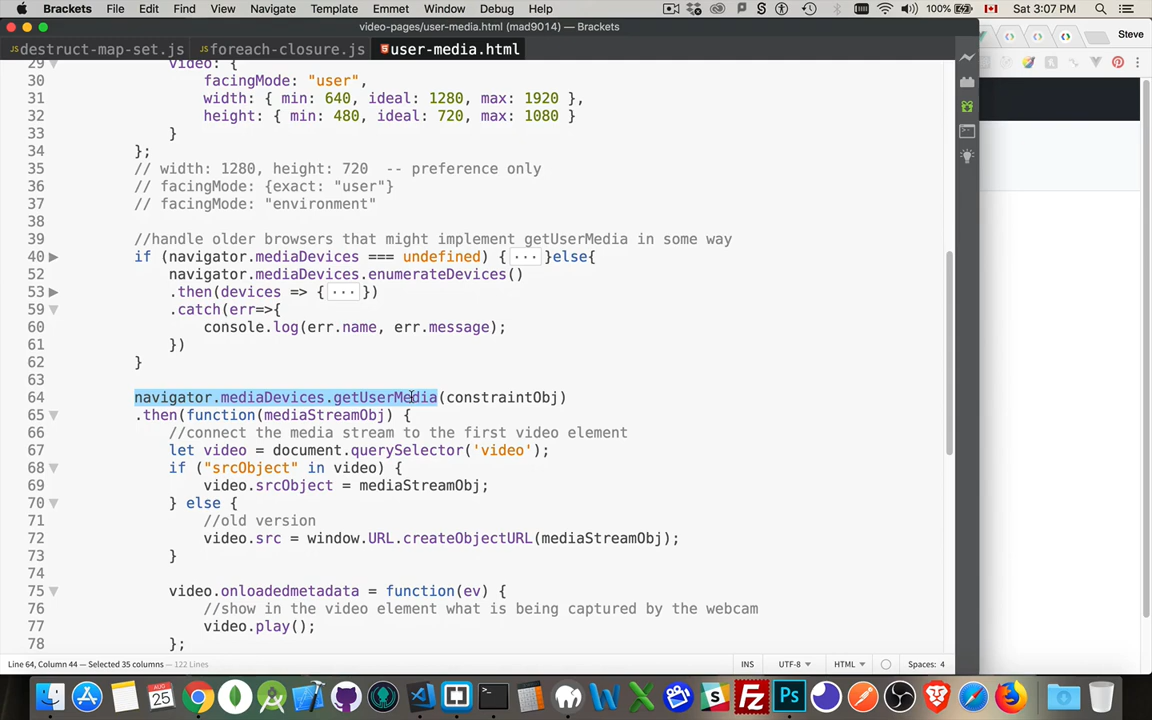 Brackets File Edit Find View Navigate Transpiler Emmet Window Debug Help 100% Sat 3:07 PM
video-pages/user-media.html (mad9014) — Brackets
destruct-map-set.js foreach-closure.js user-media.html
Steve
29 video: {
30 facingMode: "user",
31 width: { min: 640, ideal: 1280, max: 1920 },
32 height: { min: 480, ideal: 720, max: 1080 }
33 }
34 };
35 // width: 1280, height: 720 -- preference only
36 // facingMode: {exact: "user"}
37 // facingMode: "environment"
38
39 //handle older browsers that might implement getUserMedia in some way
40 if (navigator.mediaDevices === undefined) { ... }else{
52 navigator.mediaDevices.enumerateDevices()
53 .then(devices => { ... })
59 .catch(err=>{
60 console.log(err.name, err.message);
61 })
62 }
63
64 navigator.mediaDevices.getUserMedia(constraintObj)
65 .then(function(mediaStreamObj) {
66 //connect the media stream to the first video element
67 let video = document.querySelector('video');
68 if ("srcObject" in video) {
69 video.srcObject = mediaStreamObj;
70 } else {
71 //old version
72 video.src = window.URL.createObjectURL(mediaStreamObj);
73 }
74
75 video.onloadedmetadata = function(ev) {
76 //show in the video element what is being captured by the webcam
77 video.play();
78 };
Line 64, Column 44 — Selected 35 columns — 122 Lines INS UTF-8 HTML Spaces: 4
AUG
25